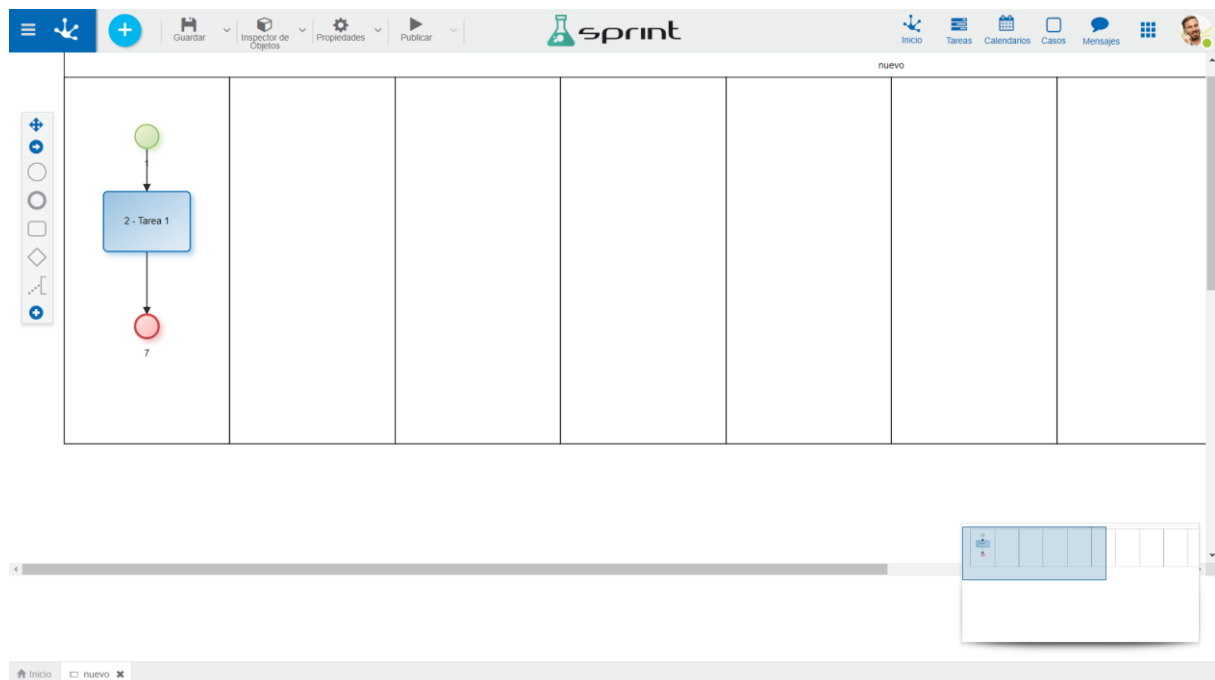 Guardar
Inspector de
Objetos
Propiedades
Publicar
sprint
Inicio
Tareas
Calendarios
Casos
Mensajes
nuevo
1
2 - Tarea 1
7
Inicio
nuevo